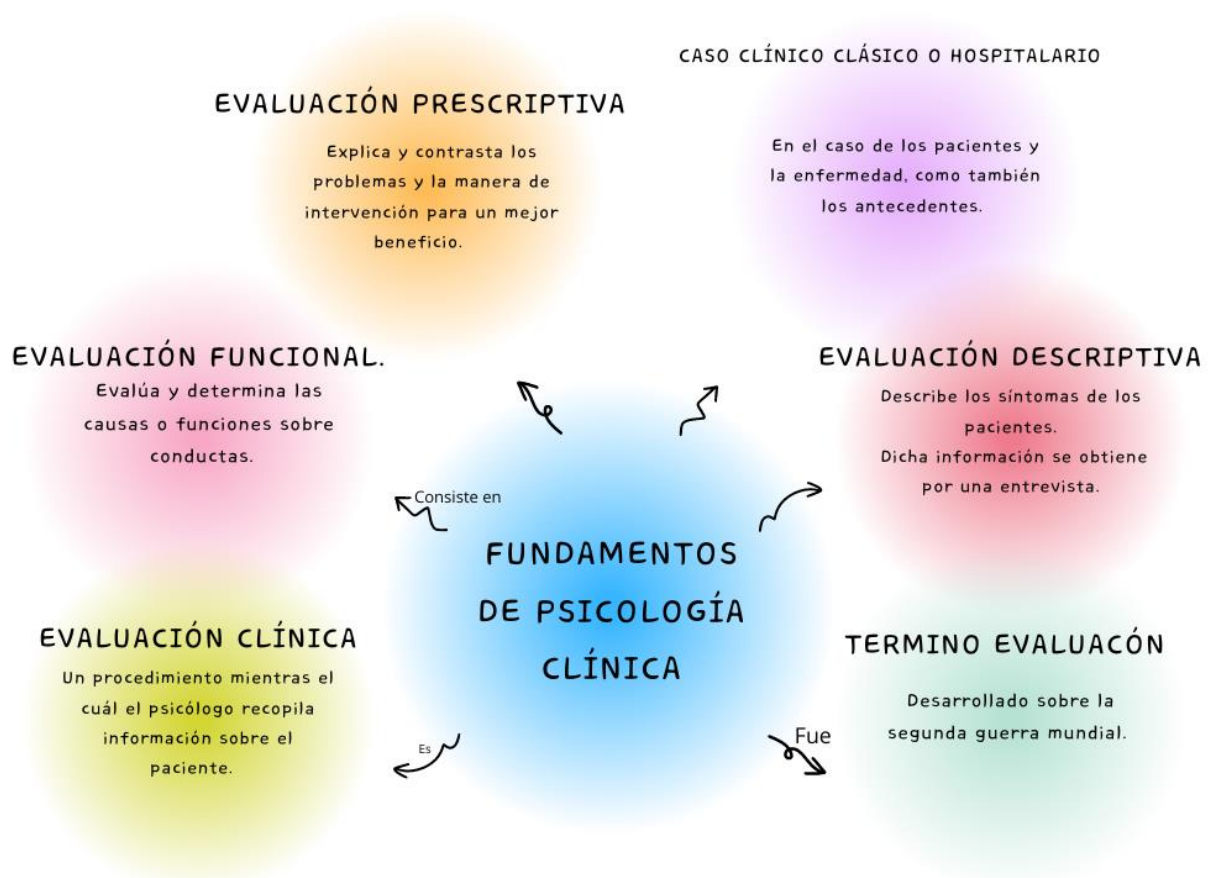 CASO CLÍNICO CLÁSICO O HOSPITALARIO
En el caso de los pacientes y
la enfermedad, como también
los antecedentes.
EVALUACIÓN PRESCRIPTIVA
Explica y contrasta los
problemas y la manera de
intervención para un mejor
beneficio.
EVALUACIÓN FUNCIONAL.
Evalúa y determina las
causas o funciones sobre
conductas.
EVALUACIÓN DESCRIPTIVA
Describe los síntomas de los
pacientes.
Dicha información se obtiene
por una entrevista.
Consiste en
FUNDAMENTOS
DE PSICOLOGÍA
CLÍNICA
EVALUACIÓN CLÍNICA
Un procedimiento mientras el
cuál el psicólogo recopila
información sobre el
paciente.
Es
TERMINO EVALUACÓN
Desarrollado sobre la
segunda guerra mundial.
Fue